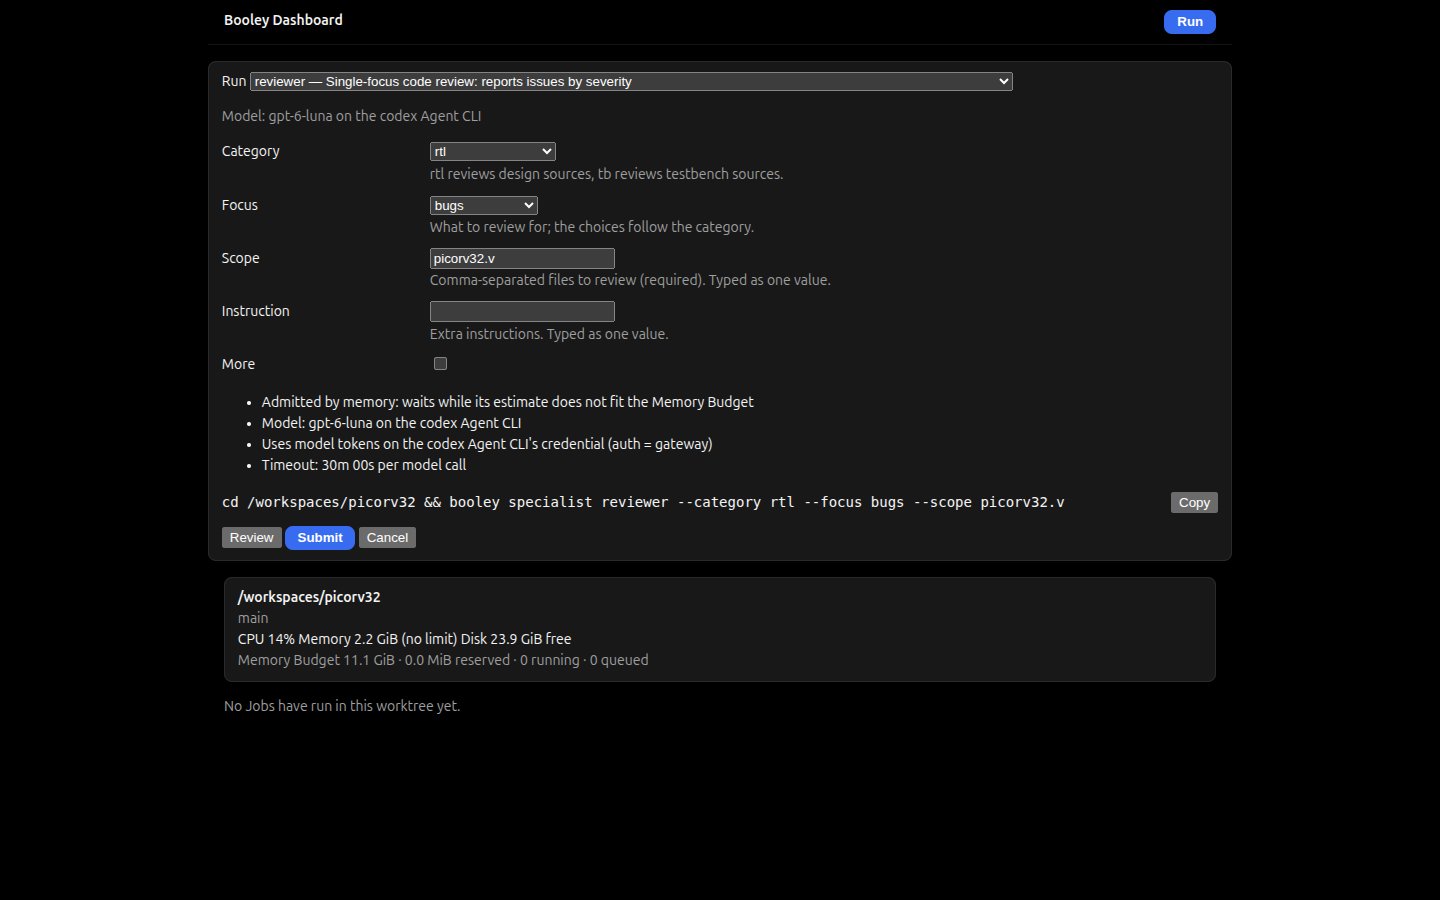 Booley Dashboard
Run
Run reviewer — Single-focus code review: reports issues by severity
Model: gpt-6-luna on the codex Agent CLI
Category rtl
rtl reviews design sources, tb reviews testbench sources.
Focus bugs
What to review for; the choices follow the category.
Scope picorv32.v
Comma-separated files to review (required). Typed as one value.
Instruction
Extra instructions. Typed as one value.
More
• Admitted by memory: waits while its estimate does not fit the Memory Budget
• Model: gpt-6-luna on the codex Agent CLI
• Uses model tokens on the codex Agent CLI's credential (auth = gateway)
• Timeout: 30m 00s per model call
cd /workspaces/picorv32 && booley specialist reviewer --category rtl --focus bugs --scope picorv32.v Copy
Review Submit Cancel
/workspaces/picorv32
main
CPU 14% Memory 2.2 GiB (no limit) Disk 23.9 GiB free
Memory Budget 11.1 GiB · 0.0 MiB reserved · 0 running · 0 queued
No Jobs have run in this worktree yet.